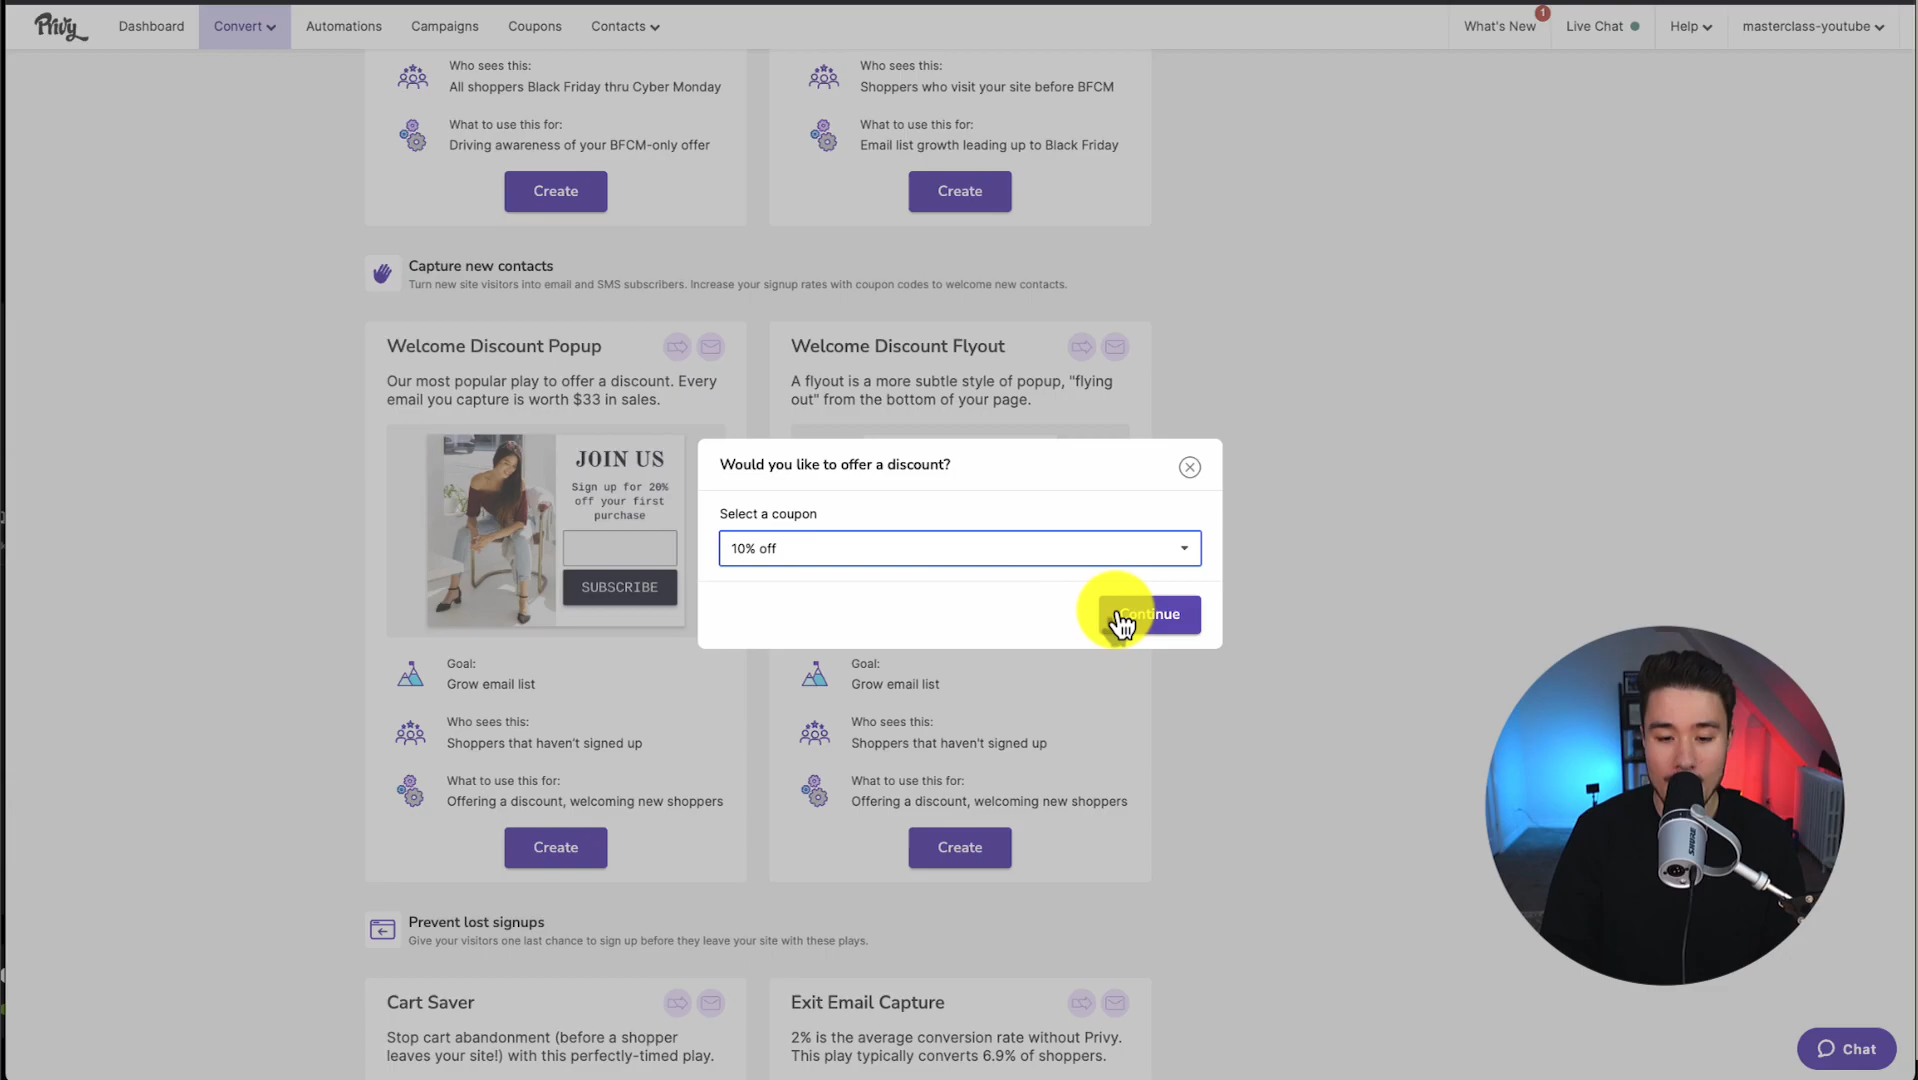 Privy
Dashboard
Convert
Automations
Campaigns
Coupons
Contacts
What's New
1
Live Chat
Help
masterclass-youtube
Who sees this:
All shoppers Black Friday thru Cyber Monday
What to use this for:
Driving awareness of your BFCM-only offer
Create
Who sees this:
Shoppers who visit your site before BFCM
What to use this for:
Email list growth leading up to Black Friday
Create
Capture new contacts
Turn new site visitors into email and SMS subscribers. Increase your signup rates with coupon codes to welcome new contacts.
Welcome Discount Popup
Our most popular play to offer a discount. Every
email you capture is worth $33 in sales.
JOIN US
Sign up for 20%
off your first
purchase
SUBSCRIBE
Goal:
Grow email list
Who sees this:
Shoppers that haven't signed up
What to use this for:
Offering a discount, welcoming new shoppers
Create
Welcome Discount Flyout
A flyout is a more subtle style of popup, "flying
out" from the bottom of your page.
Would you like to offer a discount?
Select a coupon
10% off
Continue
Goal:
Grow email list
Who sees this:
Shoppers that haven't signed up
What to use this for:
Offering a discount, welcoming new shoppers
Create
Prevent lost signups
Give your visitors one last chance to sign up before they leave your site with these plays.
Cart Saver
Stop cart abandonment (before a shopper
leaves your site!) with this perfectly-timed play.
Exit Email Capture
2% is the average conversion rate without Privy.
This play typically converts 6.9% of shoppers.
SHURE
Chat